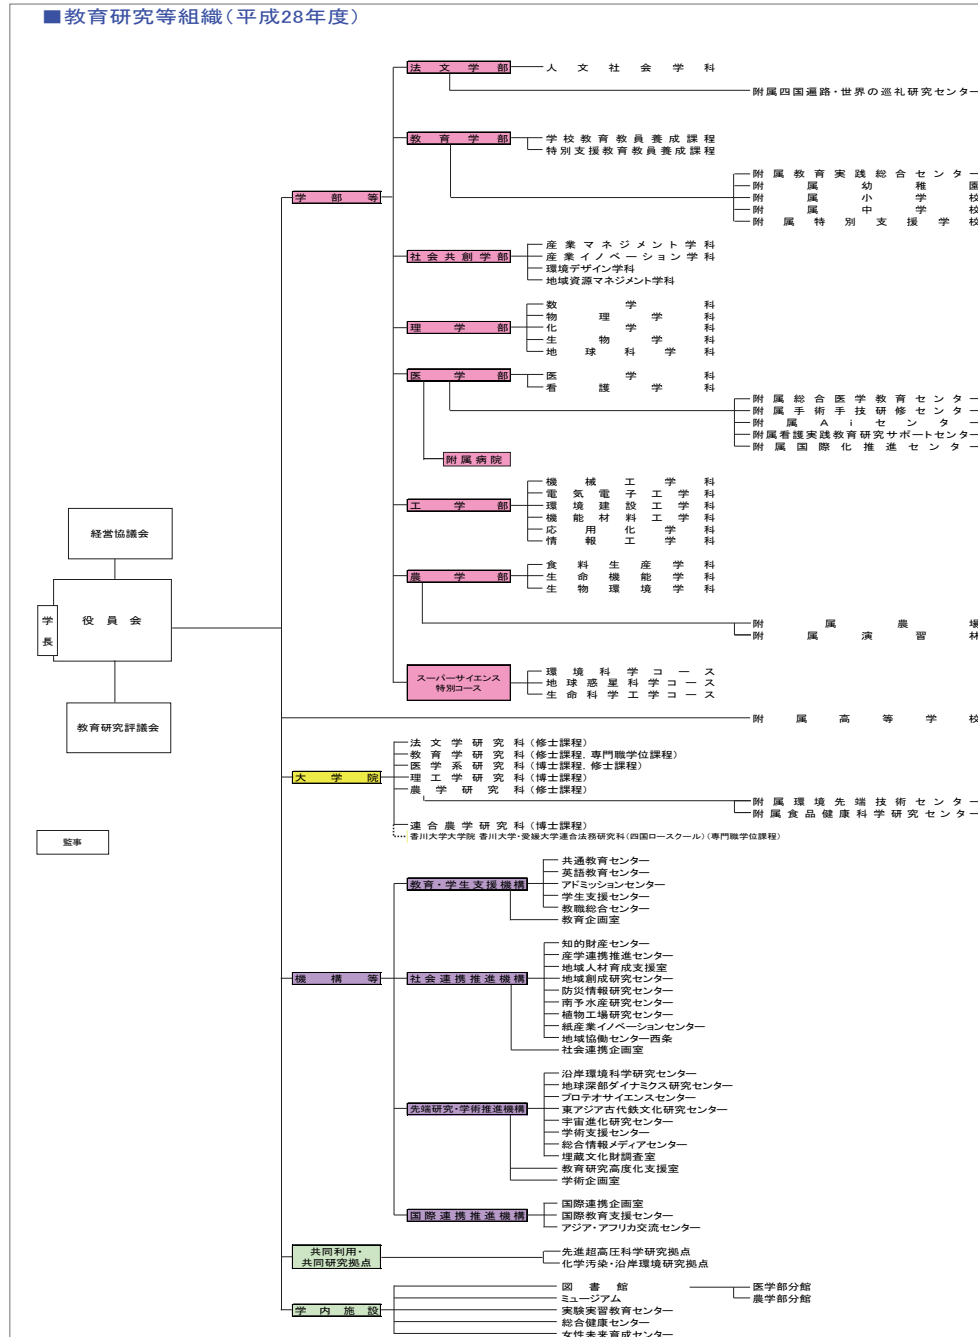 ■教育研究等組織(平成28年度)
法文学部
人文社会学科
附属四国遍路・世界の巡礼研究センター
教育学部
学校教育教員養成課程
特別支援教育教員養成課程
附属教育実践総合センター
附属幼稚園
附属小学校
附属中学校
附属特別支援学校
学部等
社会共創学部
産業マネジメント学科
産業イノベーション学科
環境デザイン学科
地域資源マネジメント学科
理学部
数学科
物理学科
化学科
生物学科
地球科学科
医学部
医学科
看護学科
附属総合医学教育センター
附属手術手技研修センター
附属Aiセンター
附属看護実践教育研究サポートセンター
附属国際化推進センター
附属病院
工学部
機械工学科
電気電子工学科
環境建設工学科
機能材料工学科
応用化学科
情報工学科
経営協議会
役員会
学長
教育研究評議会
監事
農学部
食料生産学科
生命機能学科
生物環境学科
附属農場
附属演習林
スーパーサイエンス
特別コース
環境科学コース
地球惑星科学コース
生命科学工学コース
附属高等学校
大学院
法文学研究科(修士課程)
教育学研究科(修士課程,専門職学位課程)
医学系研究科(博士課程,修士課程)
理工学研究科(博士課程)
農学研究科(修士課程)
附属環境先端技術センター
附属食品健康科学研究センター
連合農学研究科(博士課程)
香川大学大学院 香川大学・愛媛大学連合法務研究科(四国ロースクール)(専門職学位課程)
機構等
教育・学生支援機構
共通教育センター
英語教育センター
アドミッションセンター
学生支援センター
教職総合センター
教育企画室
社会連携推進機構
知的財産センター
産学連携推進センター
地域人材育成支援室
地域創成研究センター
防災情報研究センター
南予水産研究センター
植物工場研究センター
紙産業イノベーションセンター
地域協働センター西条
社会連携企画室
先端研究・学術推進機構
沿岸環境科学研究センター
地球深部ダイナミクス研究センター
プロテオサイエンスセンター
東アジア古代鉄文化研究センター
宇宙進化研究センター
学術支援センター
総合情報メディアセンター
埋蔵文化財調査室
教育研究高度化支援室
学術企画室
国際連携推進機構
国際連携企画室
国際教育支援センター
アジア・アフリカ交流センター
共同利用・
共同研究拠点
先進超高圧科学研究拠点
化学汚染・沿岸環境研究拠点
学内施設
図書館
医学部分館
農学部分館
ミュージアム
実験実習教育センター
総合健康センター
女性未来育成センター